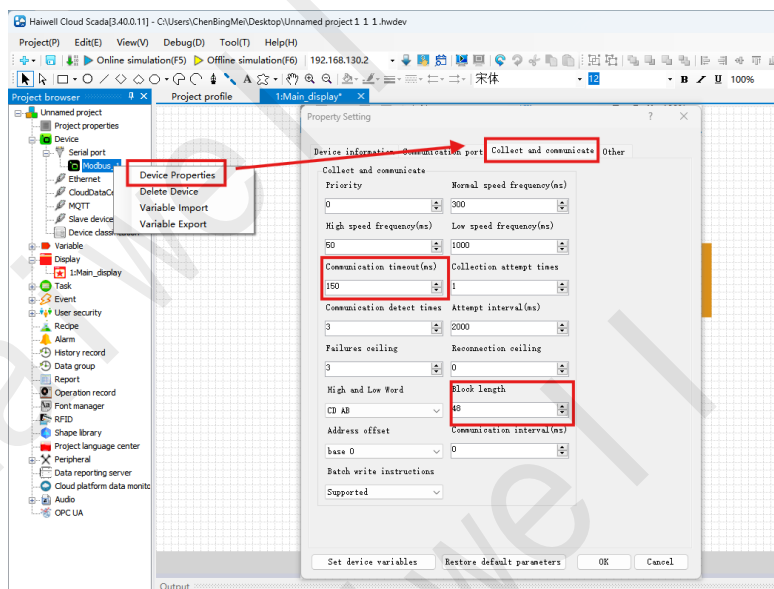 Haiwell Cloud Scada[3.40.0.11] - C:\Users\ChenBingMei\Desktop\Unnamed project１１１.hwdev
Project(P) Edit(E) View(V) Debug(D) Tool(T) Help(H)
Online simulation(F5) Offline simulation(F6) 192.168.130.2
宋体 12 B U 100%
Project browser Project profile 1:Main_display*
Unnamed project
Project properties
Device
Serial port
Modbus_
Ethernet
CloudDataCe
MQTT
Slave device
Device classi
Variable
Display
1:Main_display
Task
Event
User security
Recipe
Alarm
History record
Data group
Report
Operation record
Font manager
RFID
Shape library
Project language center
Peripheral
Data reporting server
Cloud platform data monitc
Audio
OPC UA
Device Properties
Delete Device
Variable Import
Variable Export
Property Setting ?
Device information Communication port Collect and communicate Other
Collect and communicate
Priority Normal speed frequency(ms)
0 300
High speed frequency(ms) Low speed frequency(ms)
50 1000
Communication timeout(ms) Collection attempt times
150 1
Communication detect times Attempt interval(ms)
3 2000
Failures ceiling Reconnection ceiling
3 0
High and Low Word Block length
CD AB 48
Address offset Communication interval(ms)
base 0 0
Batch write instructions
Supported
Set device variables Restore default parameters OK Cancel
Output